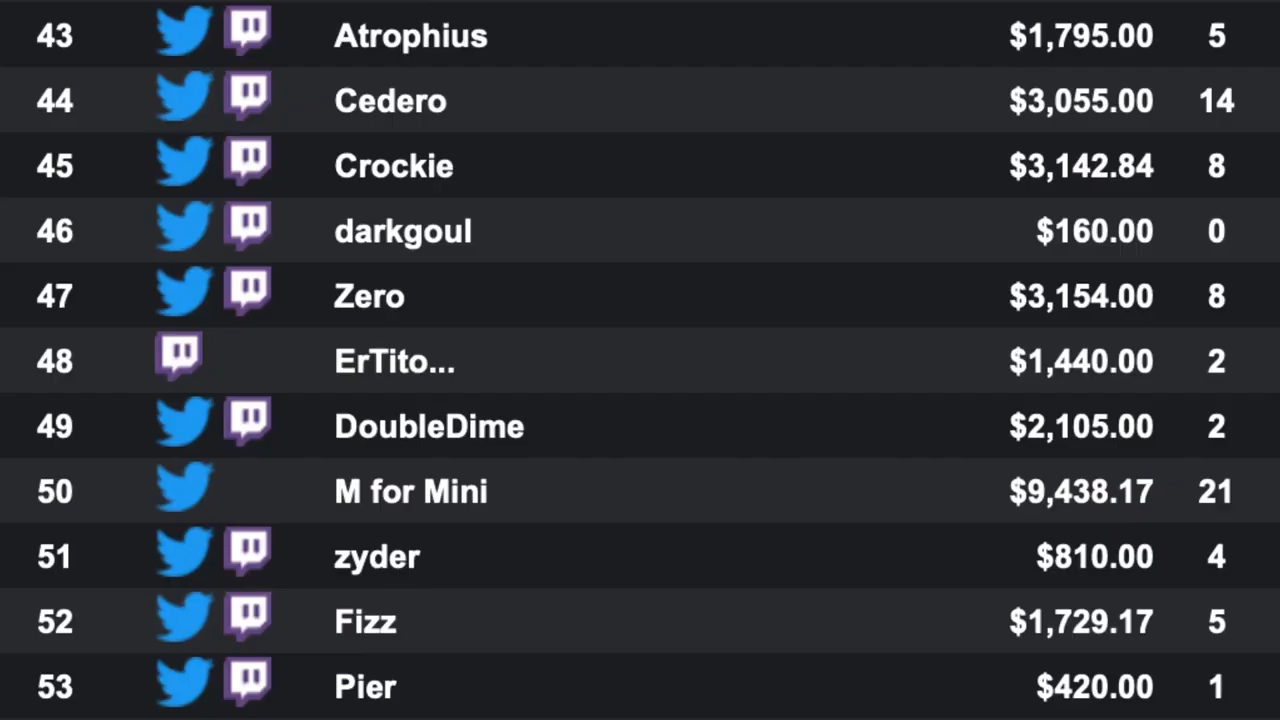 43 Atrophius $1,795.00 5
44 Cedero $3,055.00 14
45 Crockie $3,142.84 8
46 darkgoul $160.00 0
47 Zero $3,154.00 8
48 ErTito... $1,440.00 2
49 DoubleDime $2,105.00 2
50 M for Mini $9,438.17 21
51 zyder $810.00 4
52 Fizz $1,729.17 5
53 Pier $420.00 1